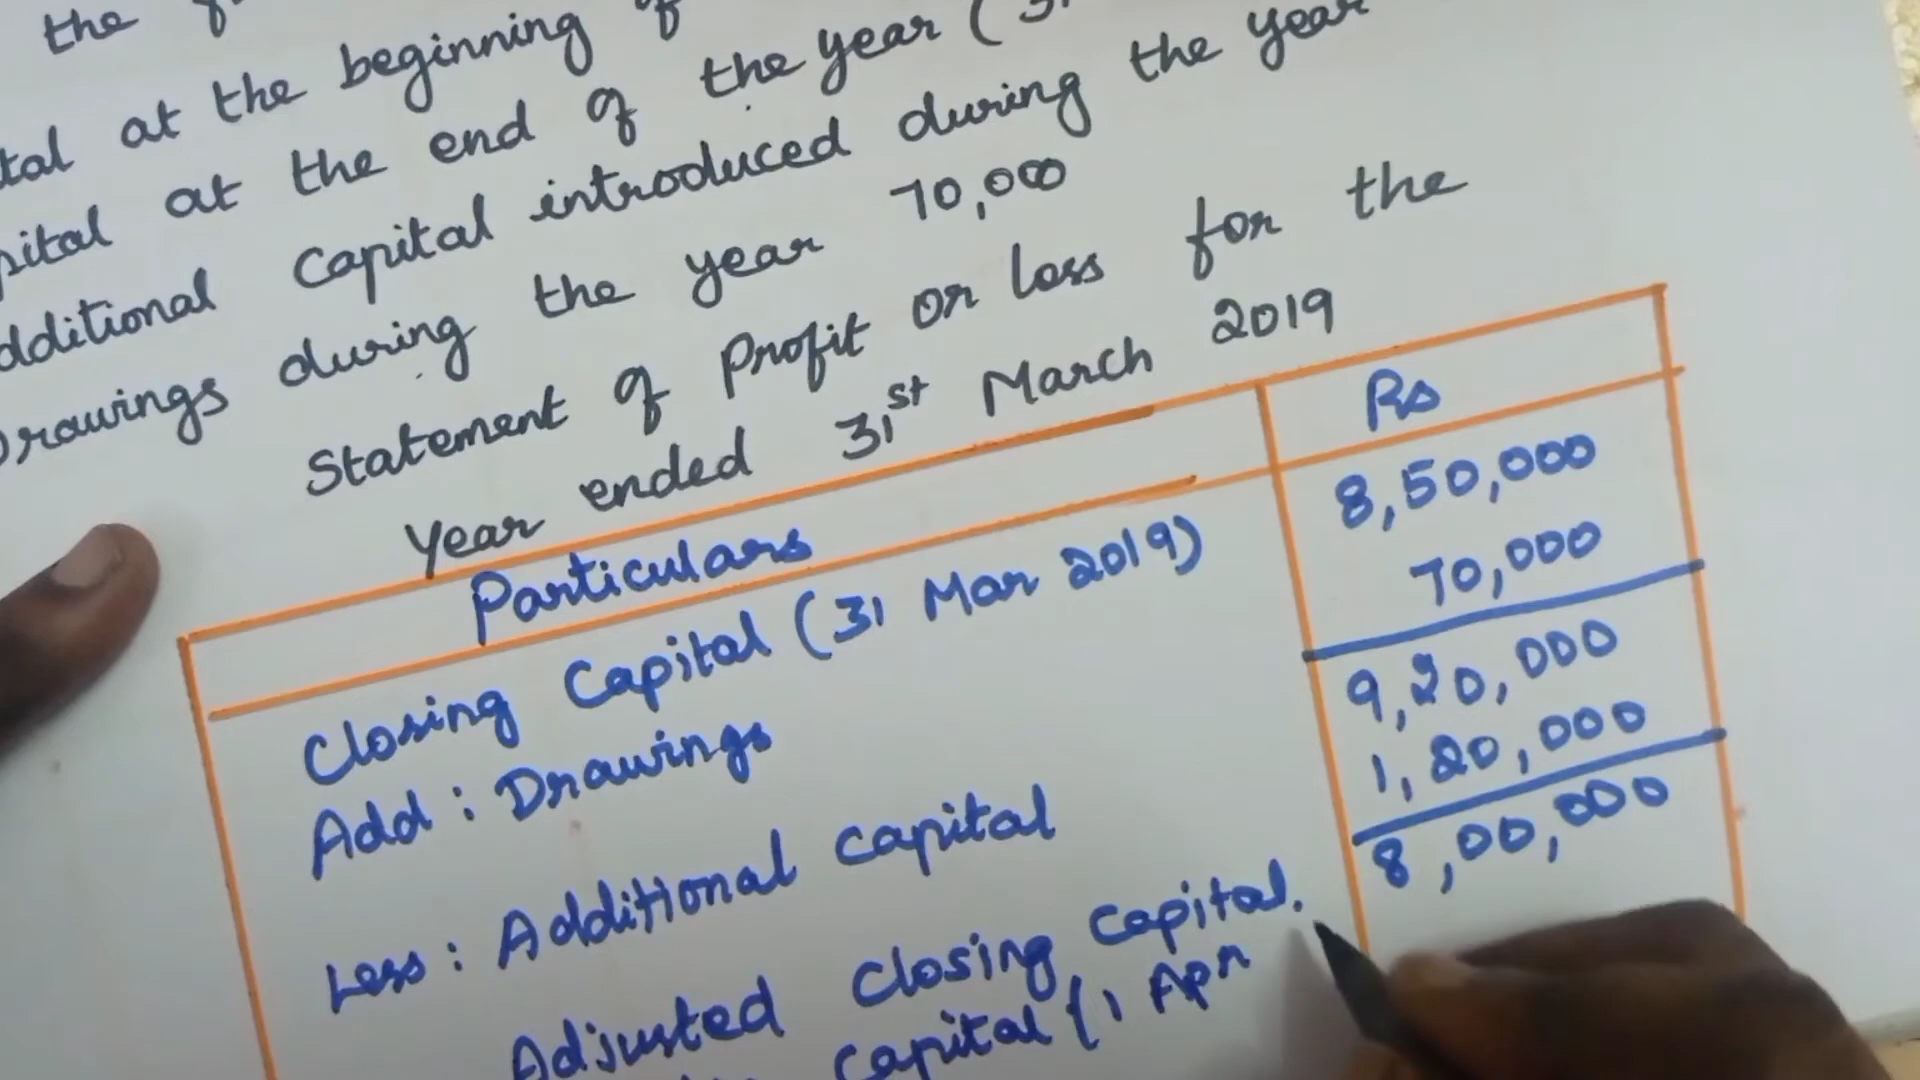 the
tal at the beginning of
pital at the end of the year (31
dditional Capital introduced during the year
Drawings during the year 70,000
Statement of Profit or loss for the
Year ended 31st March 2019
Particulars Rs
Closing Capital (31 Mar 2019) 8,50,000
Add : Drawings 70,000
9,20,000
Less : Additional Capital 1,20,000
Adjusted Closing Capital. 8,00,000
Capital (1 Apr